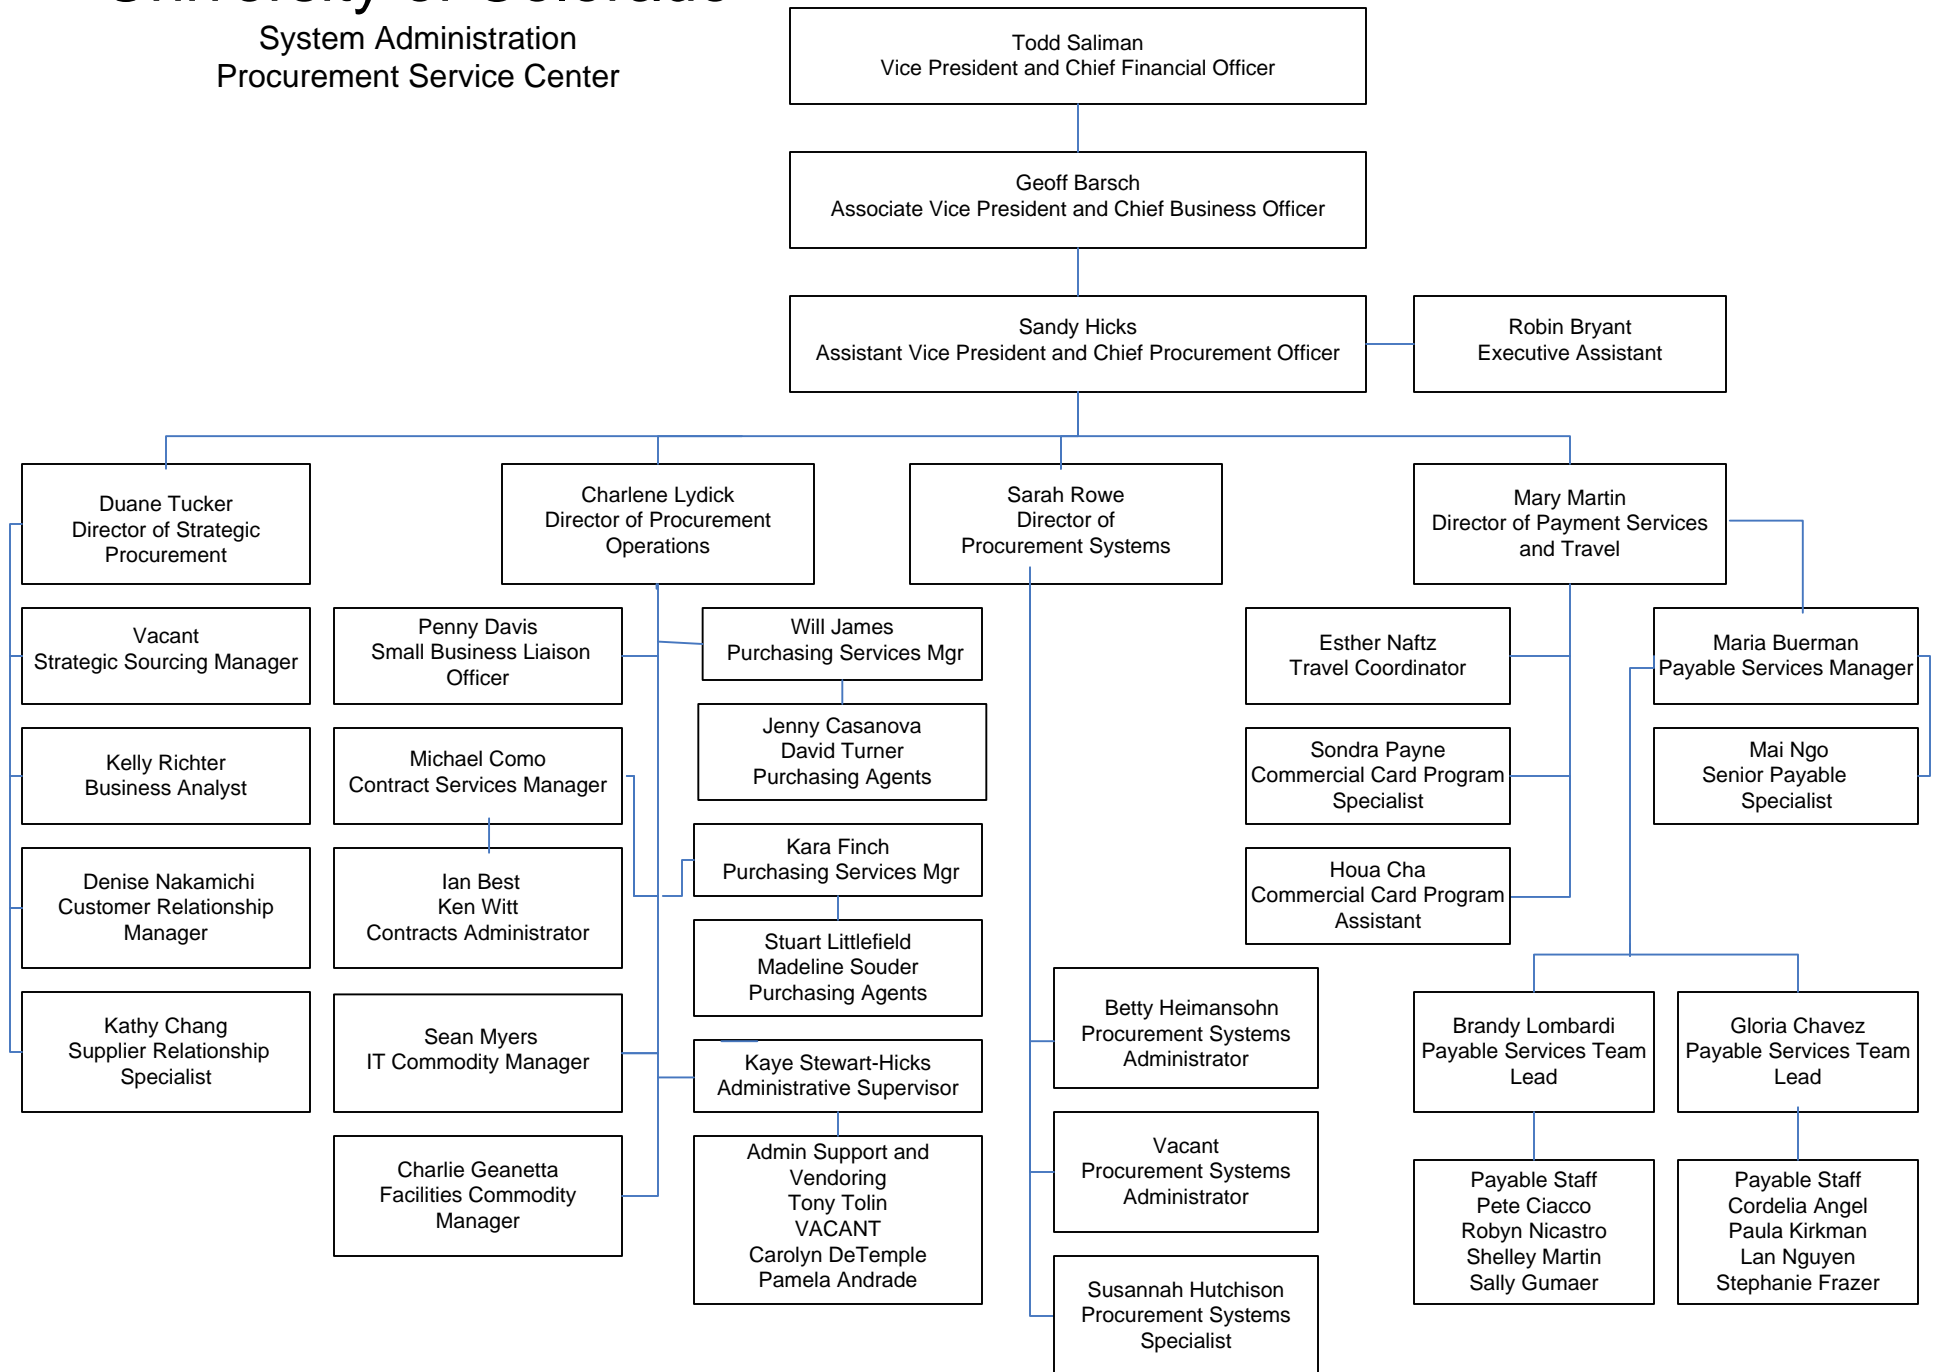 System Administration
Procurement Service Center
Todd Saliman
Vice President and Chief Financial Officer
Geoff Barsch
Associate Vice President and Chief Business Officer
Sandy Hicks
Assistant Vice President and Chief Procurement Officer
Robin Bryant
Executive Assistant
Duane Tucker
Director of Strategic
Procurement
Vacant
Strategic Sourcing Manager
Kelly Richter
Business Analyst
Denise Nakamichi
Customer Relationship
Manager
Kathy Chang
Supplier Relationship
Specialist
Charlene Lydick
Director of Procurement
Operations
Penny Davis
Small Business Liaison
Officer
Michael Como
Contract Services Manager
Ian Best
Ken Witt
Contracts Administrator
Sean Myers
IT Commodity Manager
Charlie Geanetta
Facilities Commodity
Manager
Will James
Purchasing Services Mgr
Jenny Casanova
David Turner
Purchasing Agents
Kara Finch
Purchasing Services Mgr
Stuart Littlefield
Madeline Souder
Purchasing Agents
Kaye Stewart-Hicks
Administrative Supervisor
Admin Support and
Vendoring
Tony Tolin
VACANT
Carolyn DeTemple
Pamela Andrade
Sarah Rowe
Director of
Procurement Systems
Betty Heimansohn
Procurement Systems
Administrator
Vacant
Procurement Systems
Administrator
Susannah Hutchison
Procurement Systems
Specialist
Mary Martin
Director of Payment Services
and Travel
Esther Naftz
Travel Coordinator
Sondra Payne
Commercial Card Program
Specialist
Houa Cha
Commercial Card Program
Assistant
Maria Buerman
Payable Services Manager
Mai Ngo
Senior Payable
Specialist
Brandy Lombardi
Payable Services Team
Lead
Payable Staff
Pete Ciacco
Robyn Nicastro
Shelley Martin
Sally Gumaer
Gloria Chavez
Payable Services Team
Lead
Payable Staff
Cordelia Angel
Paula Kirkman
Lan Nguyen
Stephanie Frazer